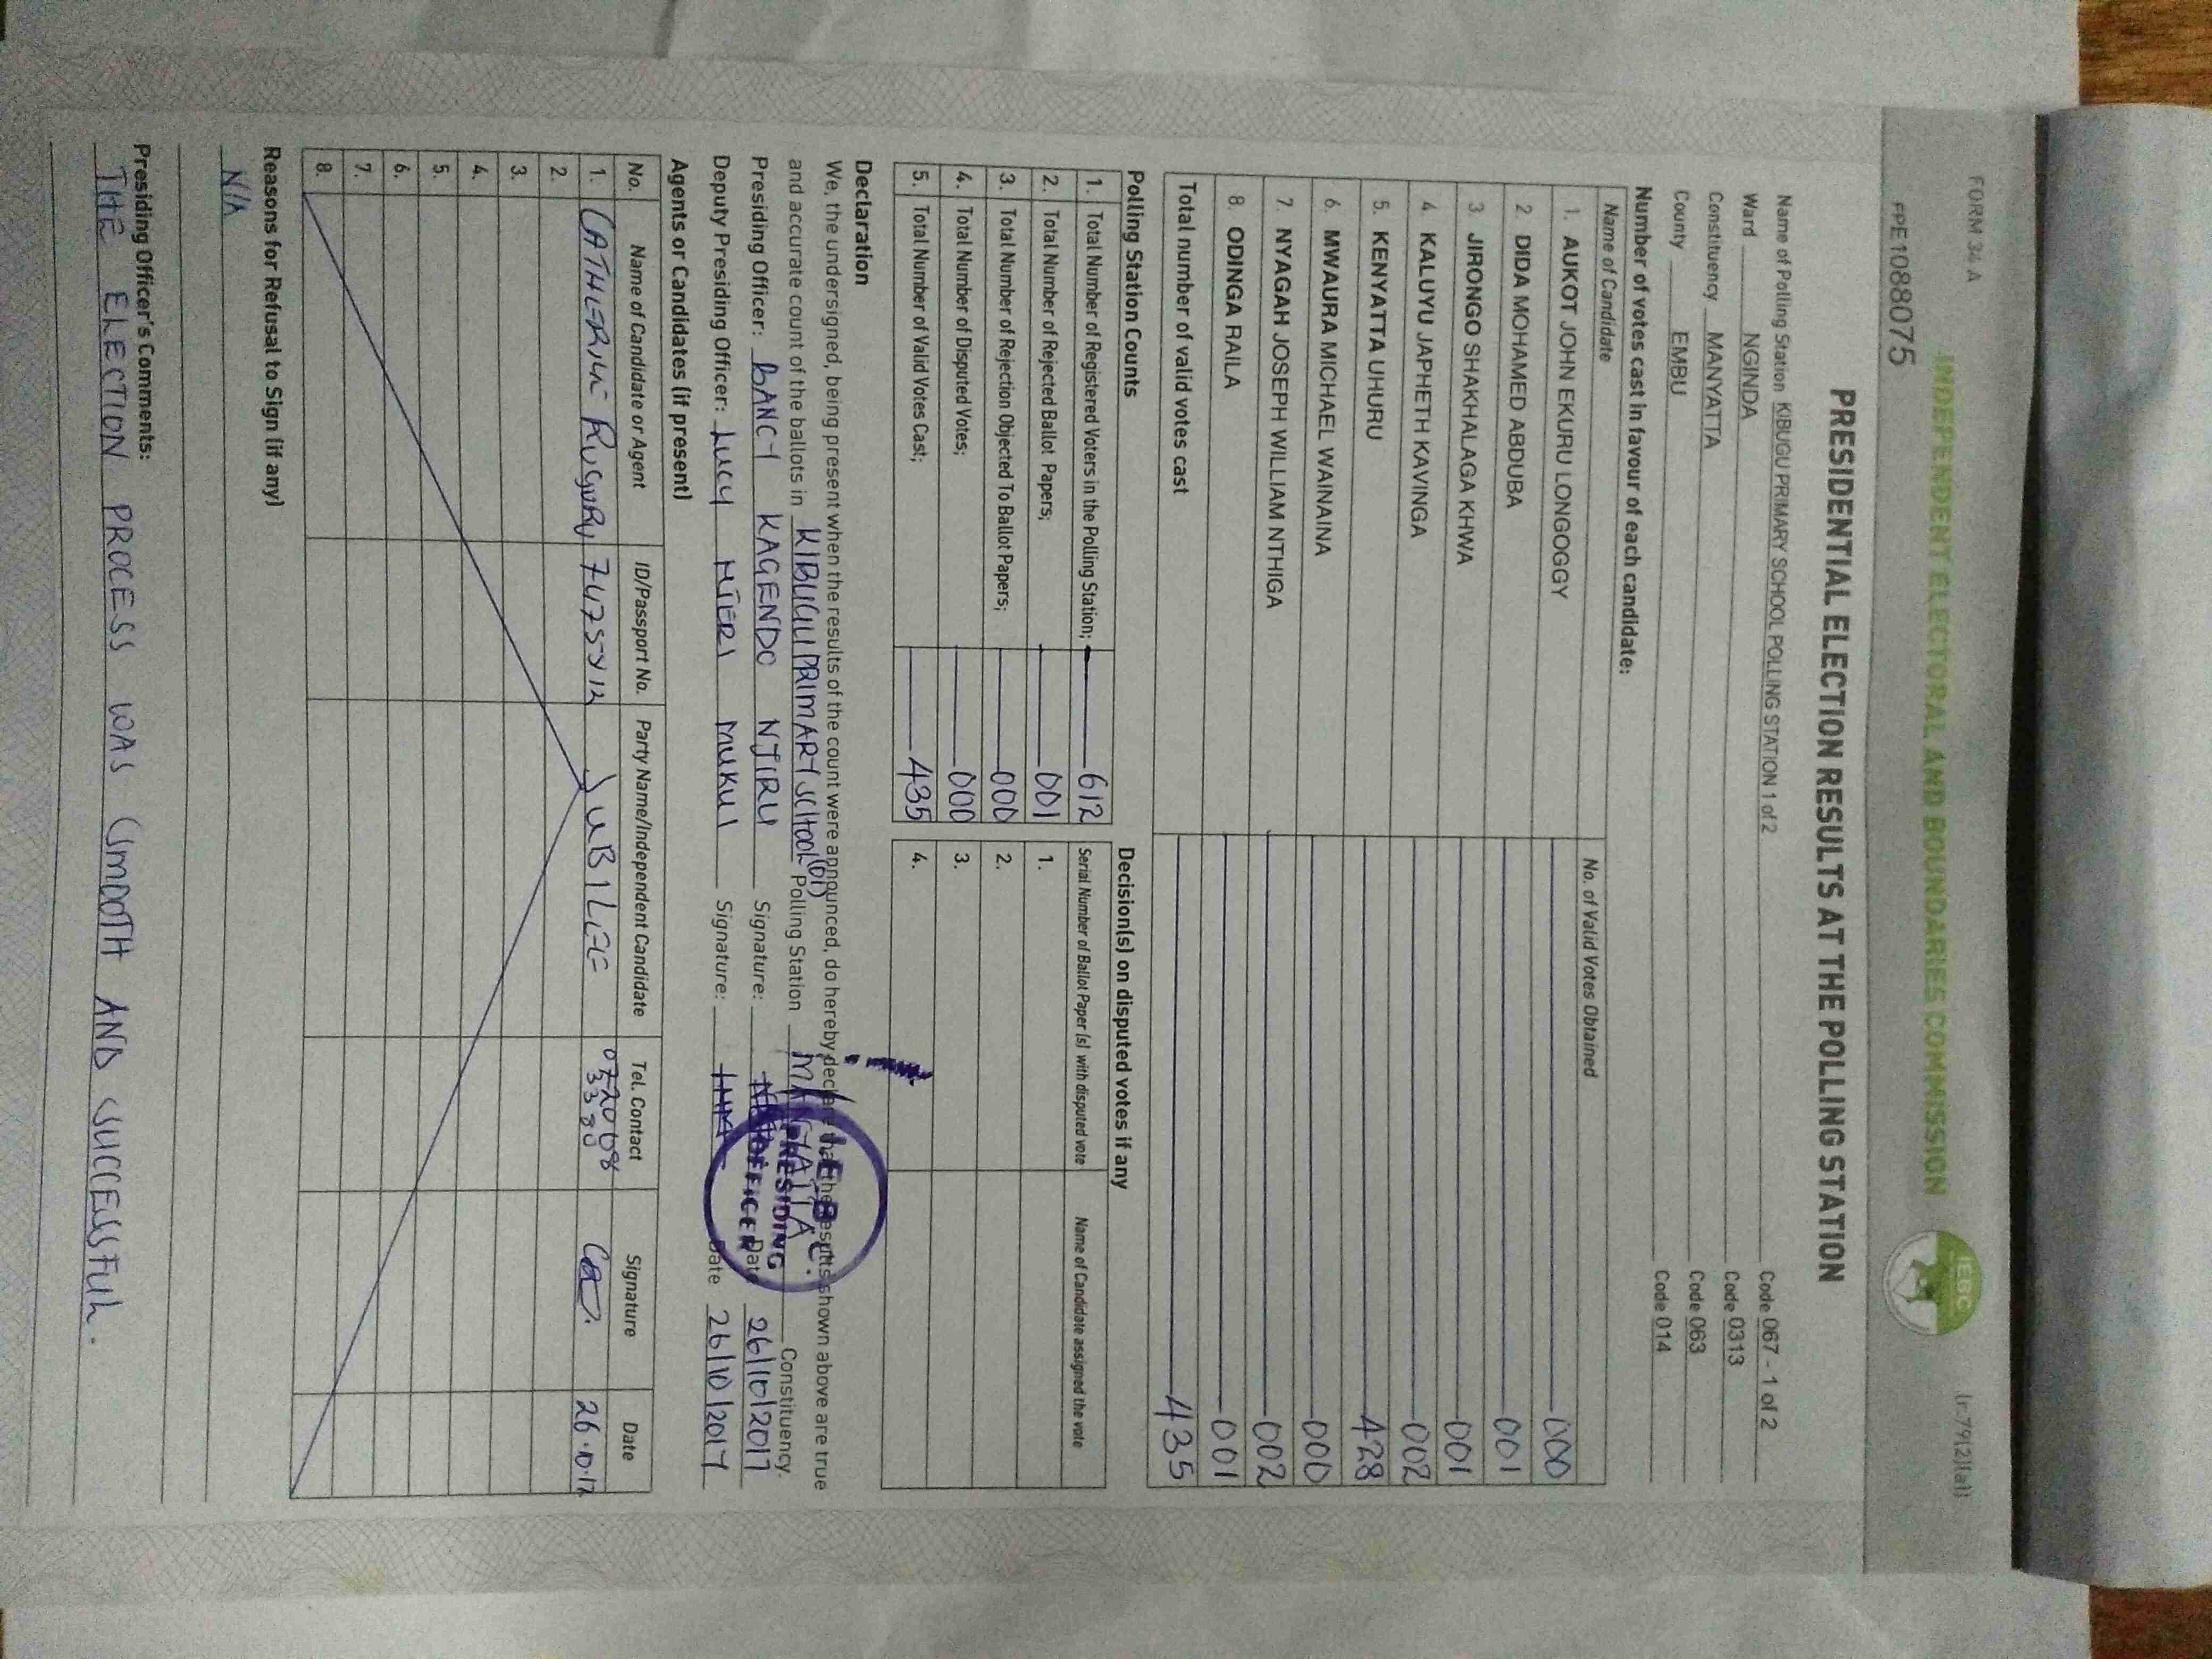 FORM 34 A (r.79(2)(a))
INDEPENDENT ELECTORAL AND BOUNDARIES COMMISSION
IEBC
FPE1088075
PRESIDENTIAL ELECTION RESULTS AT THE POLLING STATION
Name of Polling Station KIBUGU PRIMARY SCHOOL POLLING STATION 1 of 2 Code 067 - 1 of 2
Ward NGINDA Code 0313
Constituency MANYATTA Code 063
County EMBU Code 014
Number of votes cast in favour of each candidate:
Name of Candidate No. of Valid Votes Obtained
1. AUKOT JOHN EKURU LONGOGGY 000
2 DIDA MOHAMED ABDUBA 001
3 JIRONGO SHAKHALAGA KHWA 001
4 KALUYU JAPHETH KAVINGA 002
5. KENYATTA UHURU 428
6. MWAURA MICHAEL WAINAINA 000
7. NYAGAH JOSEPH WILLIAM NTHIGA 002
8. ODINGA RAILA 001
Total number of valid votes cast 435
Polling Station Counts Decision(s) on disputed votes if any
1. Total Number of Registered Voters in the Polling Station; 612 Serial Number of Ballot Paper (s) with disputed vote Name of Candidate assigned the vote
2. Total Number of Rejected Ballot Papers; 001 1.
3. Total Number of Rejection Objected To Ballot Papers; 000 2.
4. Total Number of Disputed Votes; 000 3.
5. Total Number of Valid Votes Cast; 435 4.
Declaration
We, the undersigned, being present when the results of the count were announced, do hereby declare that the results shown above are true
and accurate count of the ballots in KIBUGU PRIMARY SCHOOL (01) Polling Station MANYATTA Constituency.
Presiding Officer: KAGENDO NJIRU Signature: Date 26/10/2017
Deputy Presiding Officer: LUCY NJERI MUKUI Signature: Date 26/10/2017
I.E.B.C.
PRESIDING
OFFICER
Agents or Candidates (if present)
No. Name of Candidate or Agent ID/Passport No. Party Name/Independent Candidate Tel. Contact Signature Date
1. CATHERINE JUBILEE 26.10.17
2.
3.
4.
5.
6.
7.
8.
Reasons for Refusal to Sign (if any)
N/A
Presiding Officer's Comments:
THE ELECTION PROCESS WAS SMOOTH AND SUCCESSFUL.